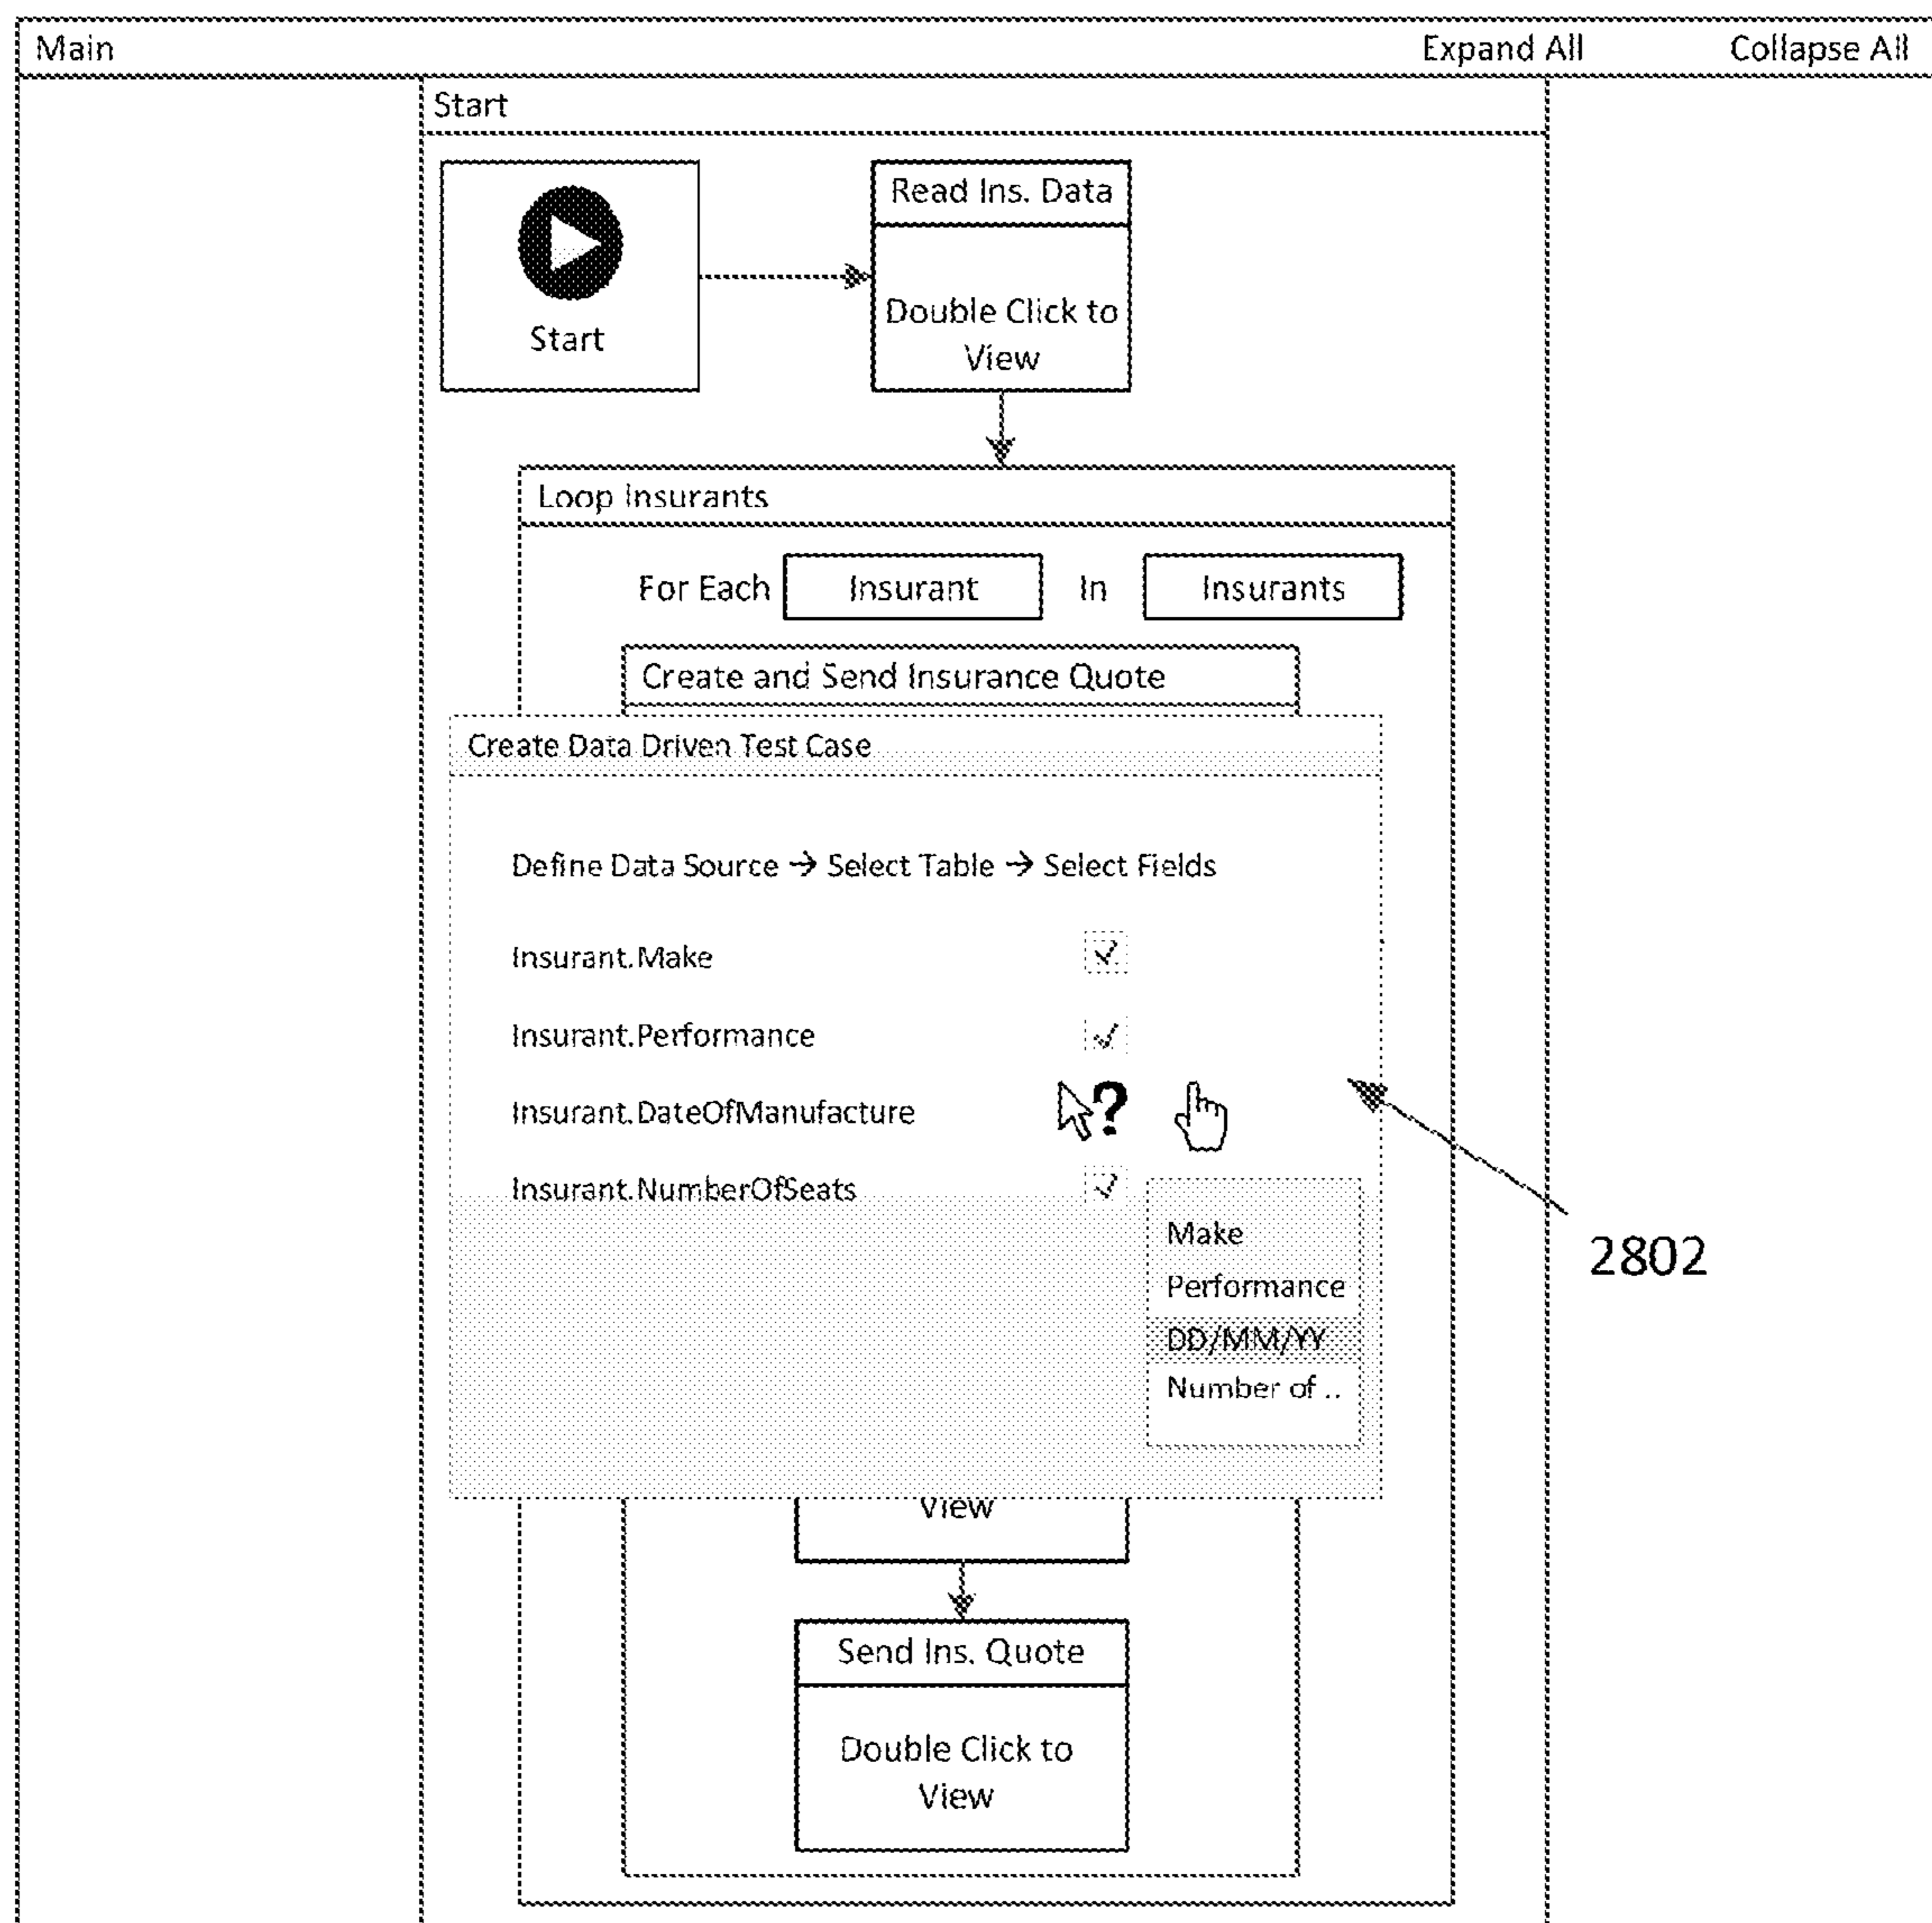 Main Expand All Collapse All
Start
Start
Read Ins. Data
Double Click to
View
Loop Insurants
For Each Insurant In Insurants
Create and Send Insurance Quote
Create Data Driven Test Case
Define Data Source → Select Table → Select Fields
Insurant.Make
Insurant.Performance
Insurant.DateOfManufacture ?
Insurant.NumberOfSeats
Make
Performance
DD/MM/YY
Number of ..
2802
View
Send Ins. Quote
Double Click to
View